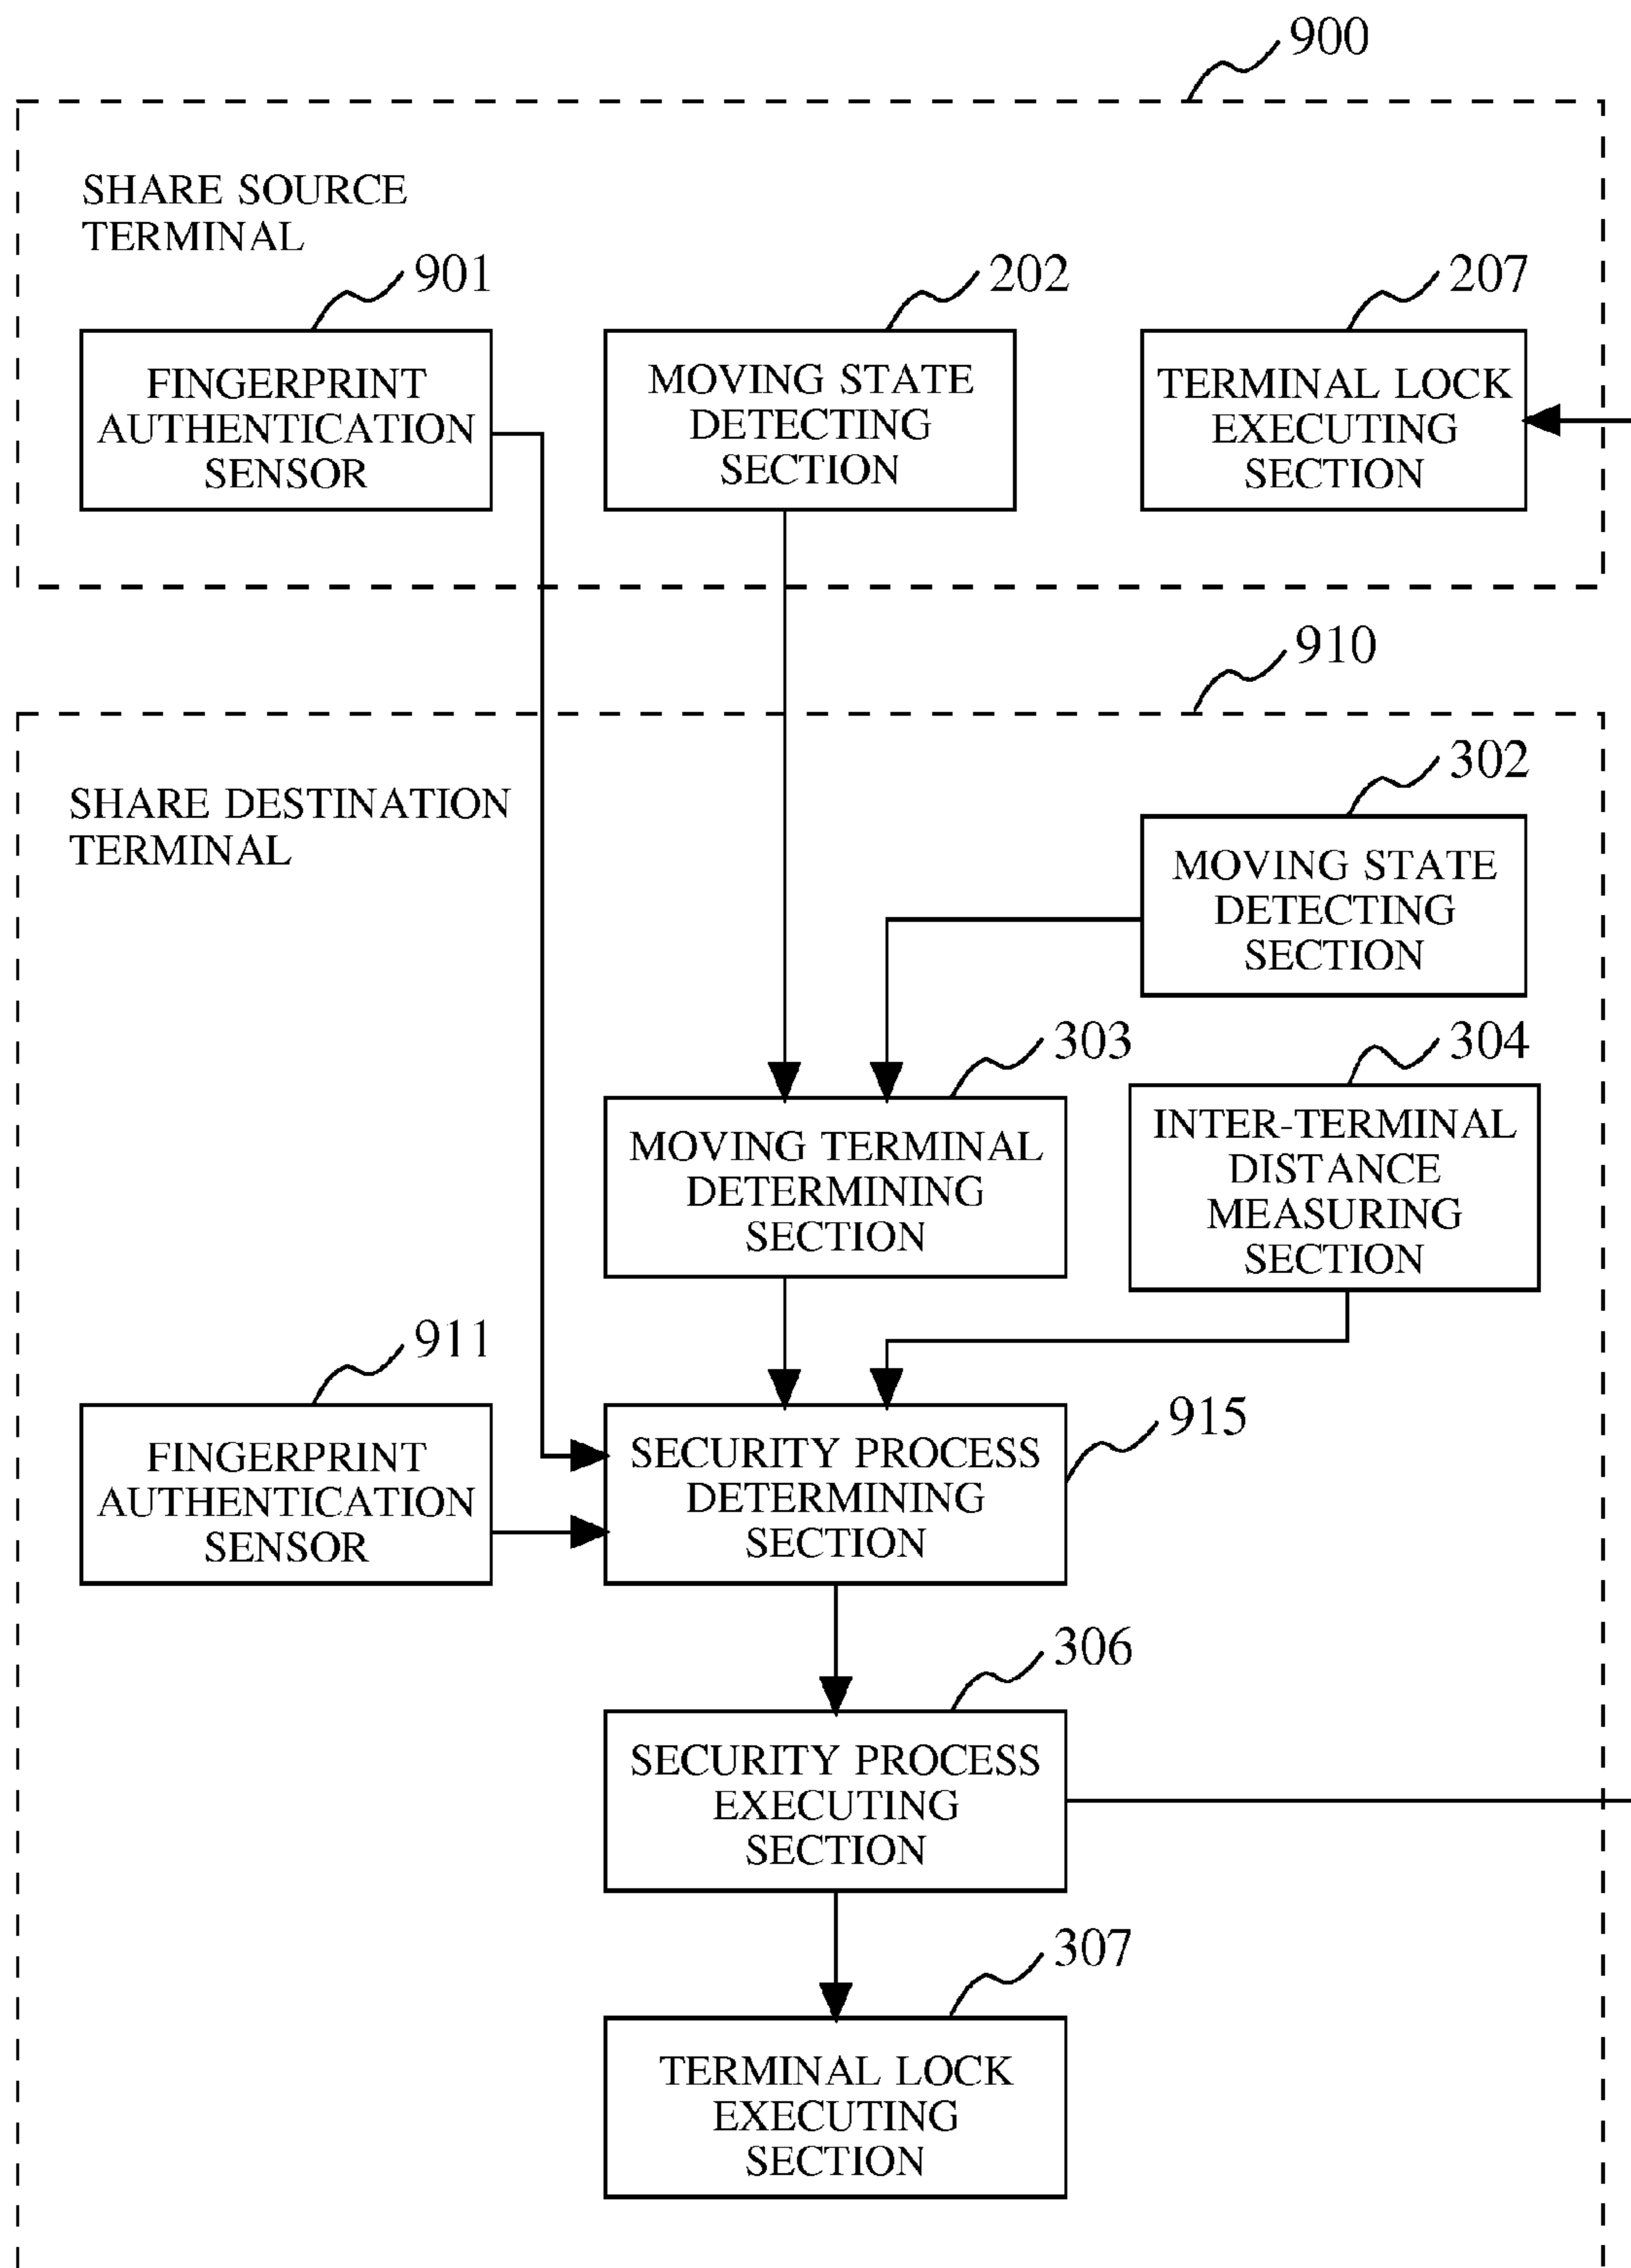 900
SHARE SOURCE
TERMINAL
901
202
207
FINGERPRINT
AUTHENTICATION
SENSOR
MOVING STATE
DETECTING
SECTION
TERMINAL LOCK
EXECUTING
SECTION
910
SHARE DESTINATION
TERMINAL
302
MOVING STATE
DETECTING
SECTION
303
304
MOVING TERMINAL
DETERMINING
SECTION
INTER-TERMINAL
DISTANCE
MEASURING
SECTION
911
915
FINGERPRINT
AUTHENTICATION
SENSOR
SECURITY PROCESS
DETERMINING
SECTION
306
SECURITY PROCESS
EXECUTING
SECTION
307
TERMINAL LOCK
EXECUTING
SECTION